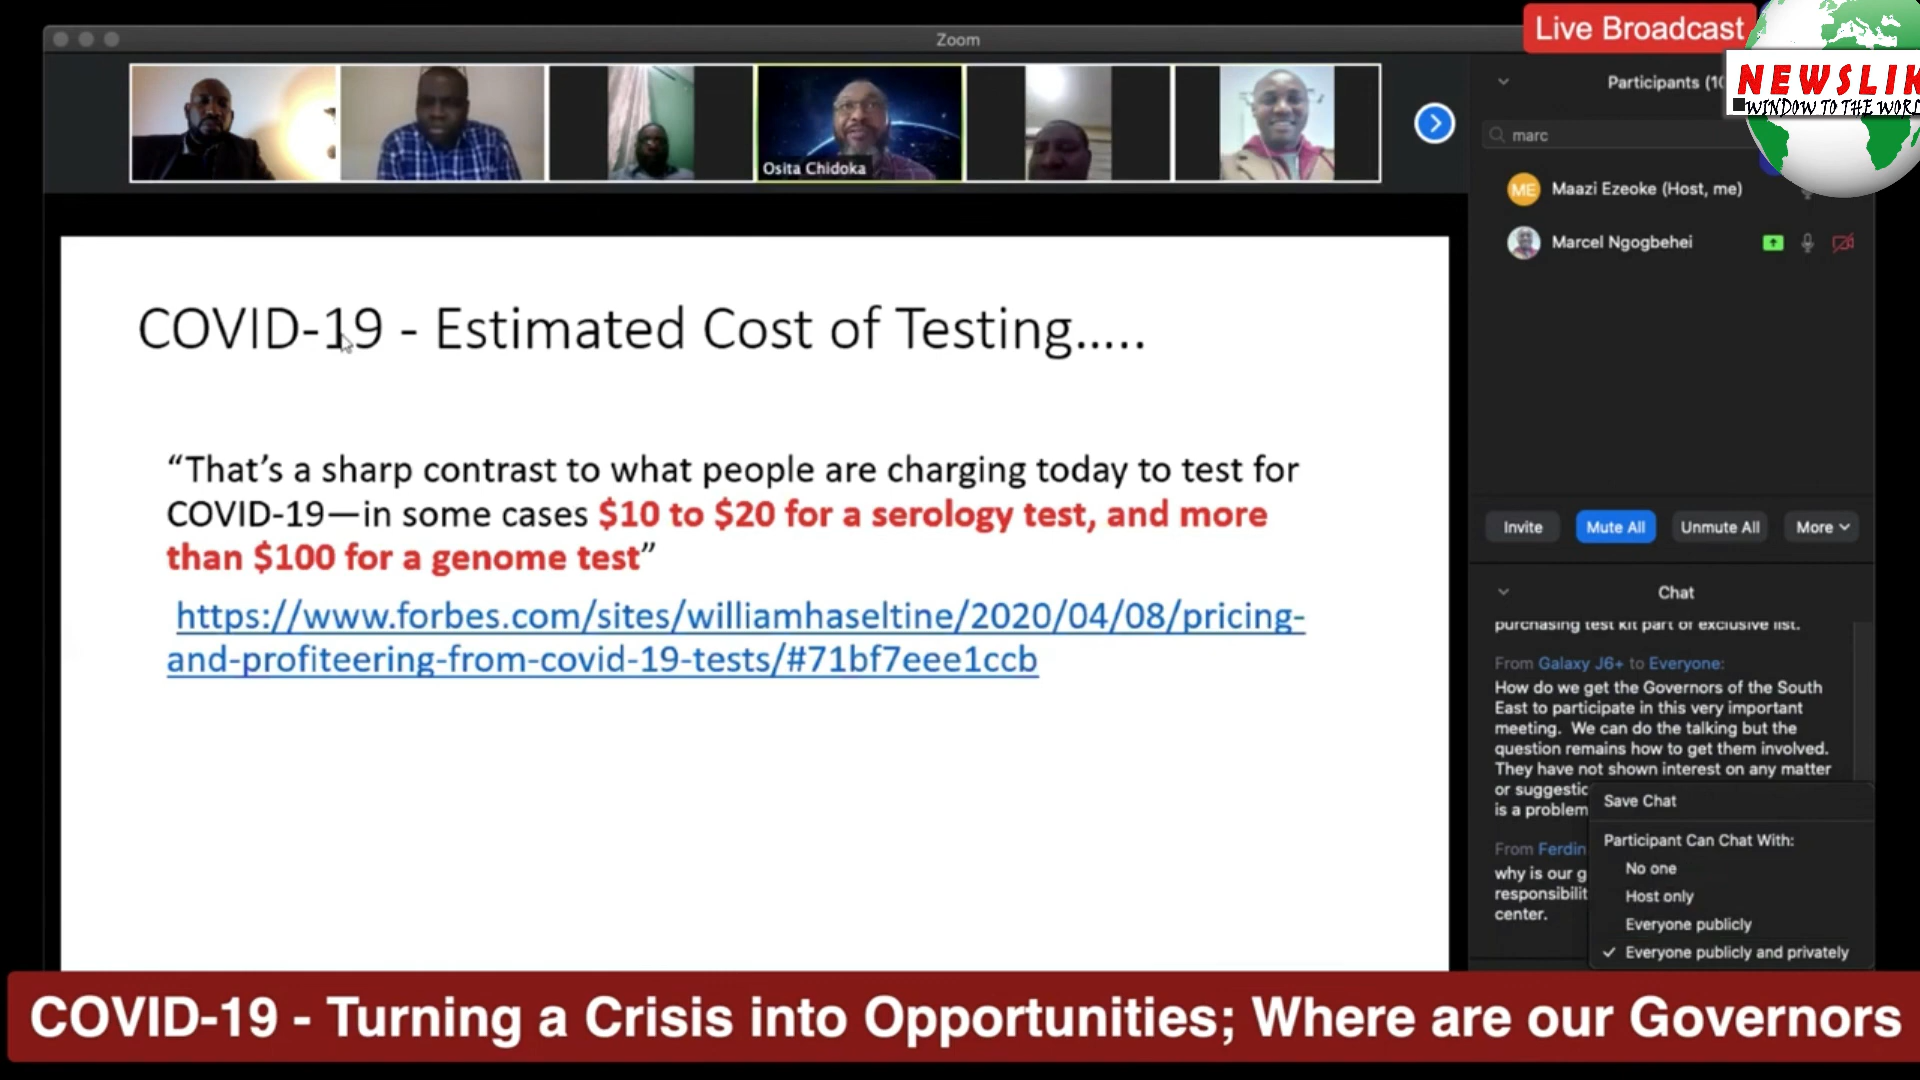 Zoom
Live Broadcast
NEWSLIK
WINDOW TO THE WORL
Osita Chidoka
COVID-19 - Estimated Cost of Testing.....
“That’s a sharp contrast to what people are charging today to test for
COVID-19—in some cases $10 to $20 for a serology test, and more
than $100 for a genome test”
https://www.forbes.com/sites/williamhaseltine/2020/04/08/pricing-
and-profiteering-from-covid-19-tests/#71bf7eee1ccb
Participants (10
marc
ME
Maazi Ezeoke (Host, me)
Marcel Ngogbehei
Invite
Mute All
Unmute All
More
Chat
purchasing test kit part of exclusive list.
From Galaxy J6+ to Everyone:
How do we get the Governors of the South
East to participate in this very important
meeting. We can do the talking but the
question remains how to get them involved.
They have not shown interest on any matter
or suggestic
is a problem
From Ferdin
why is our g
responsibilit
center.
Save Chat
Participant Can Chat With:
No one
Host only
Everyone publicly
✓ Everyone publicly and privately
COVID-19 - Turning a Crisis into Opportunities; Where are our Governors